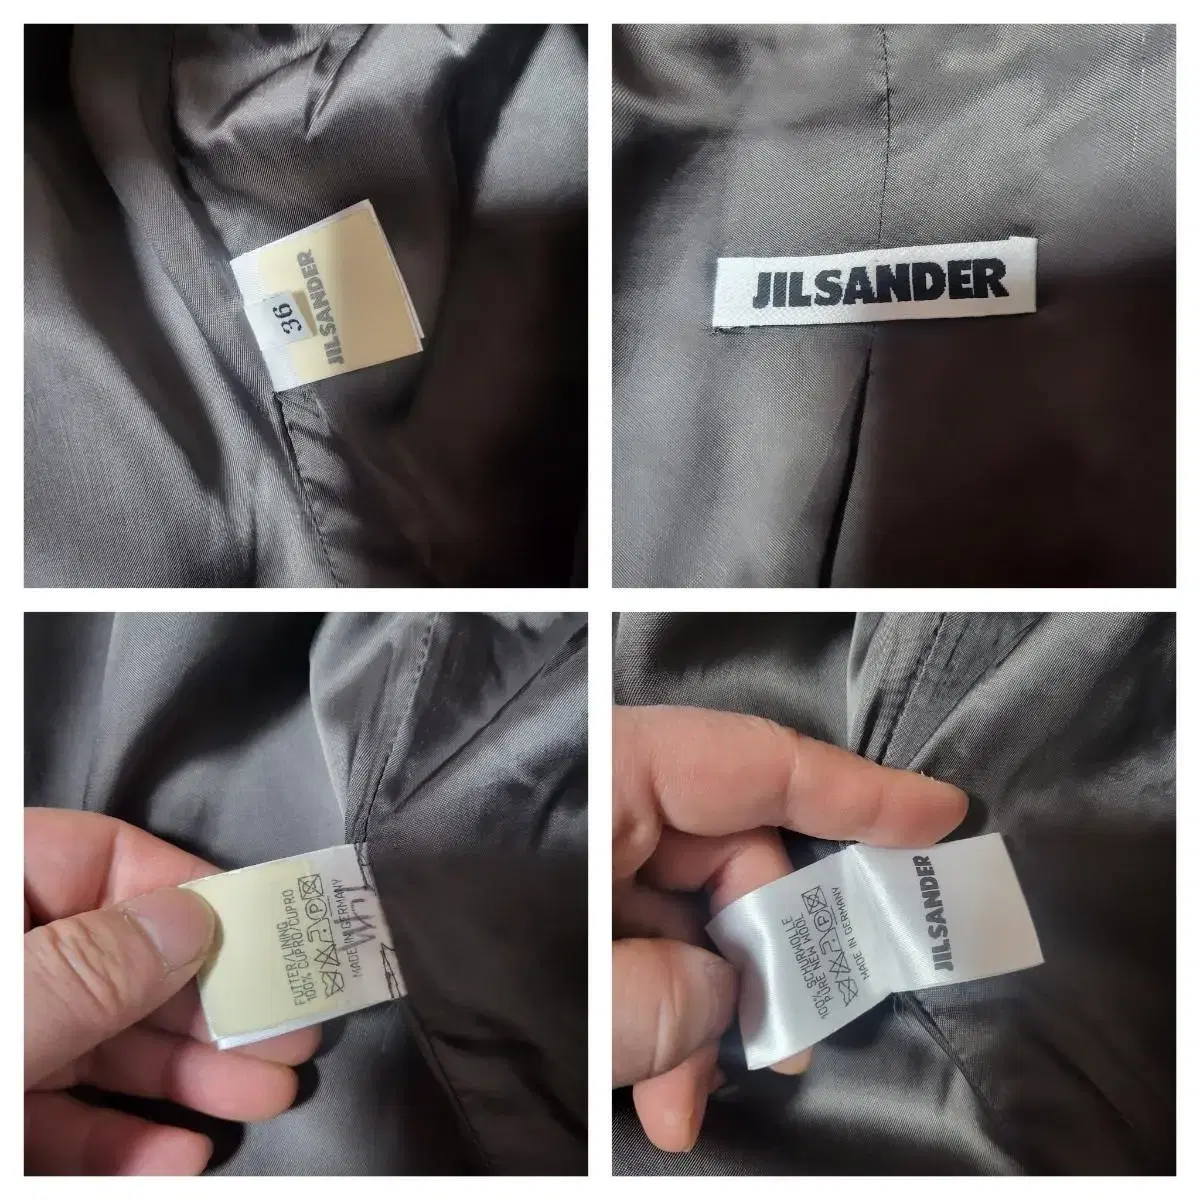 JILSANDER
36
JILSANDER
FUTTER/LINING
100% CUPRO/CUPRO
MADE IN GERMANY
100% SCHURWOLLE
PURE NEW WOOL
MADE IN GERMANY
JILSANDER